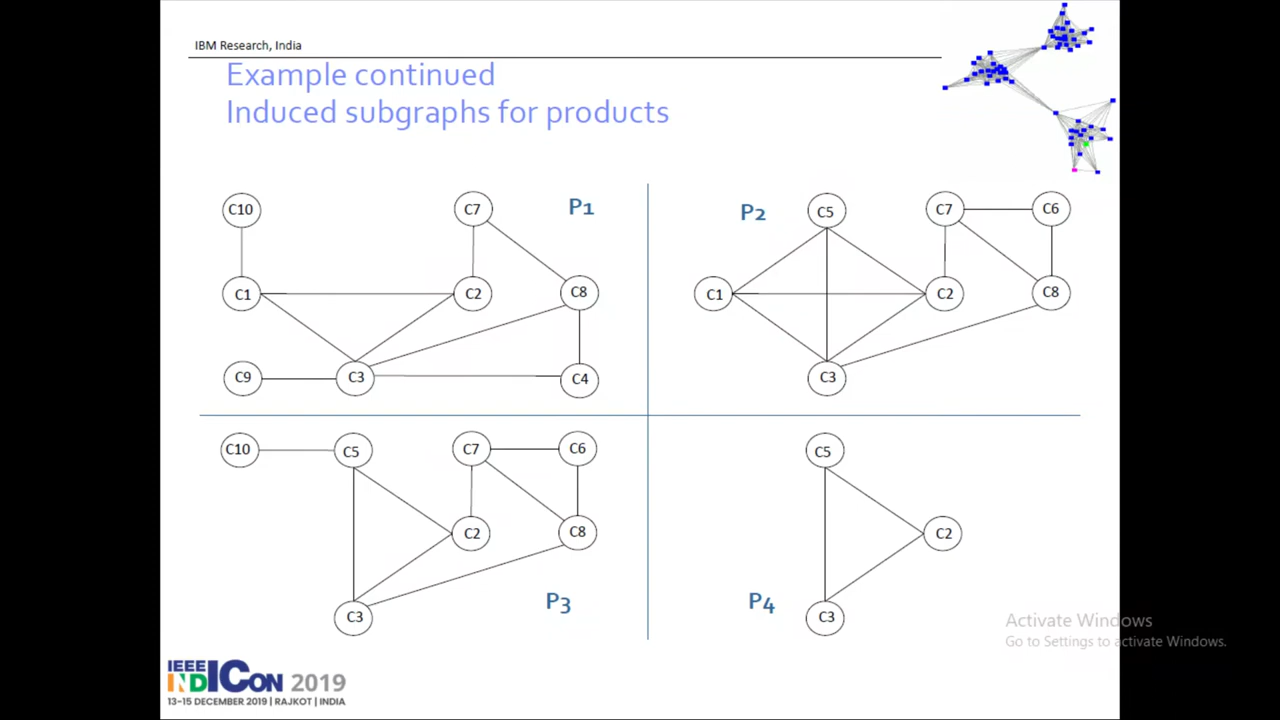 IBM Research, India
Example continued
Induced subgraphs for products
C10
C7
P1
C1
C2
C8
C9
C3
C4
P2
C5
C7
C6
C1
C2
C8
C3
C10
C5
C7
C6
C2
C8
P3
C3
C5
C2
P4
C3
Activate Windows
Go to Settings to activate Windows.
IEEE
INDICON 2019
13-15 DECEMBER 2019 | RAJKOT | INDIA